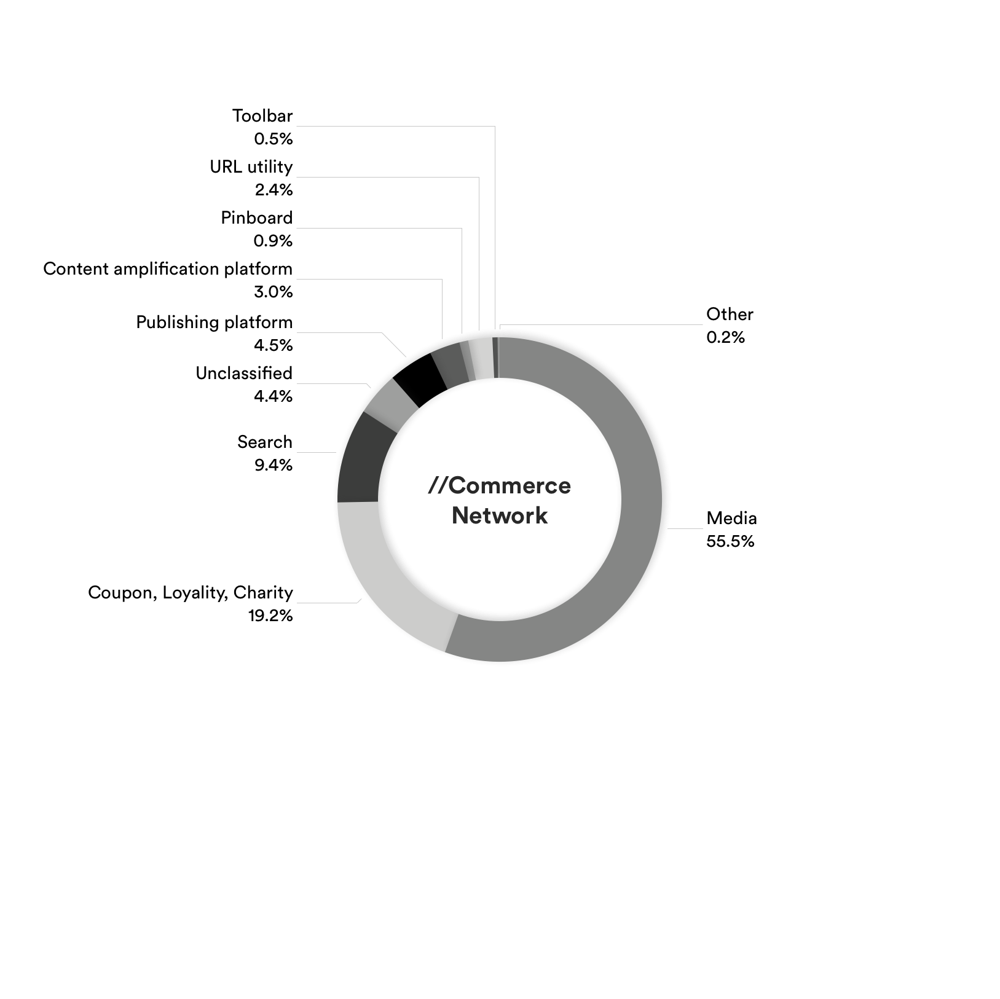 Toolbar
0.5%
URL utility
2.4%
Pinboard
0.9%
Content amplification platform
3.0%
Publishing platform
4.5%
Unclassified
4.4%
Search
9.4%
Coupon, Loyality, Charity
19.2%
Other
0.2%
Media
55.5%
//Commerce
Network